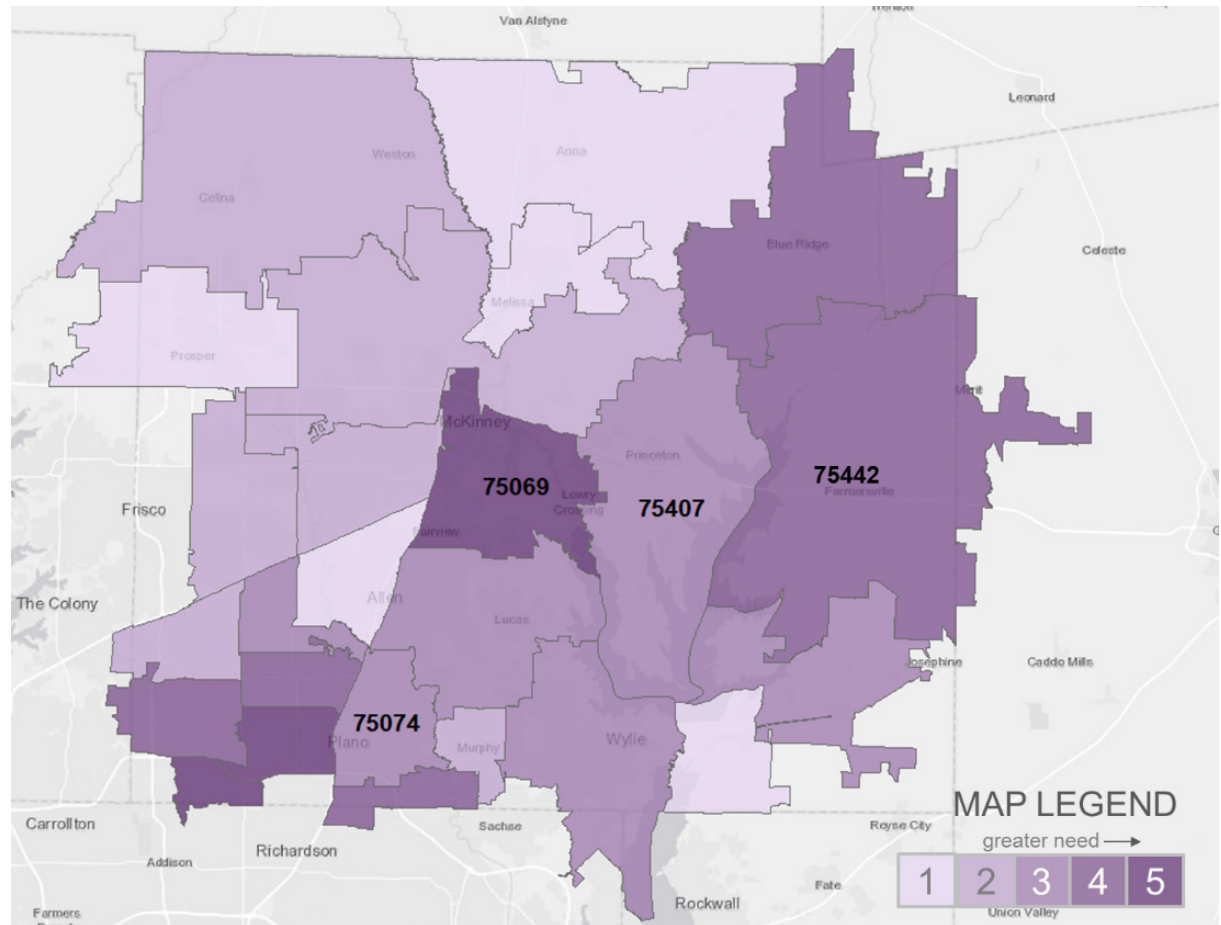 Van Alstyne
Trenton
Leonard
Weston
Anna
Celina
Blue Ridge
Celeste
Melissa
Prosper
Merit
McKinney
Princeton
75442
75069
Farmersville
Lowry
Crossing
75407
Frisco
Fairview
The Colony
Allen
Lucas
Josephine
Caddo Mills
75074
Plano
Murphy
Wylie
MAP LEGEND
greater need →
1 2 3 4 5
Carrollton
Sachse
Royse City
Richardson
Addison
Fate
Rockwall
Farmers
Union Valley